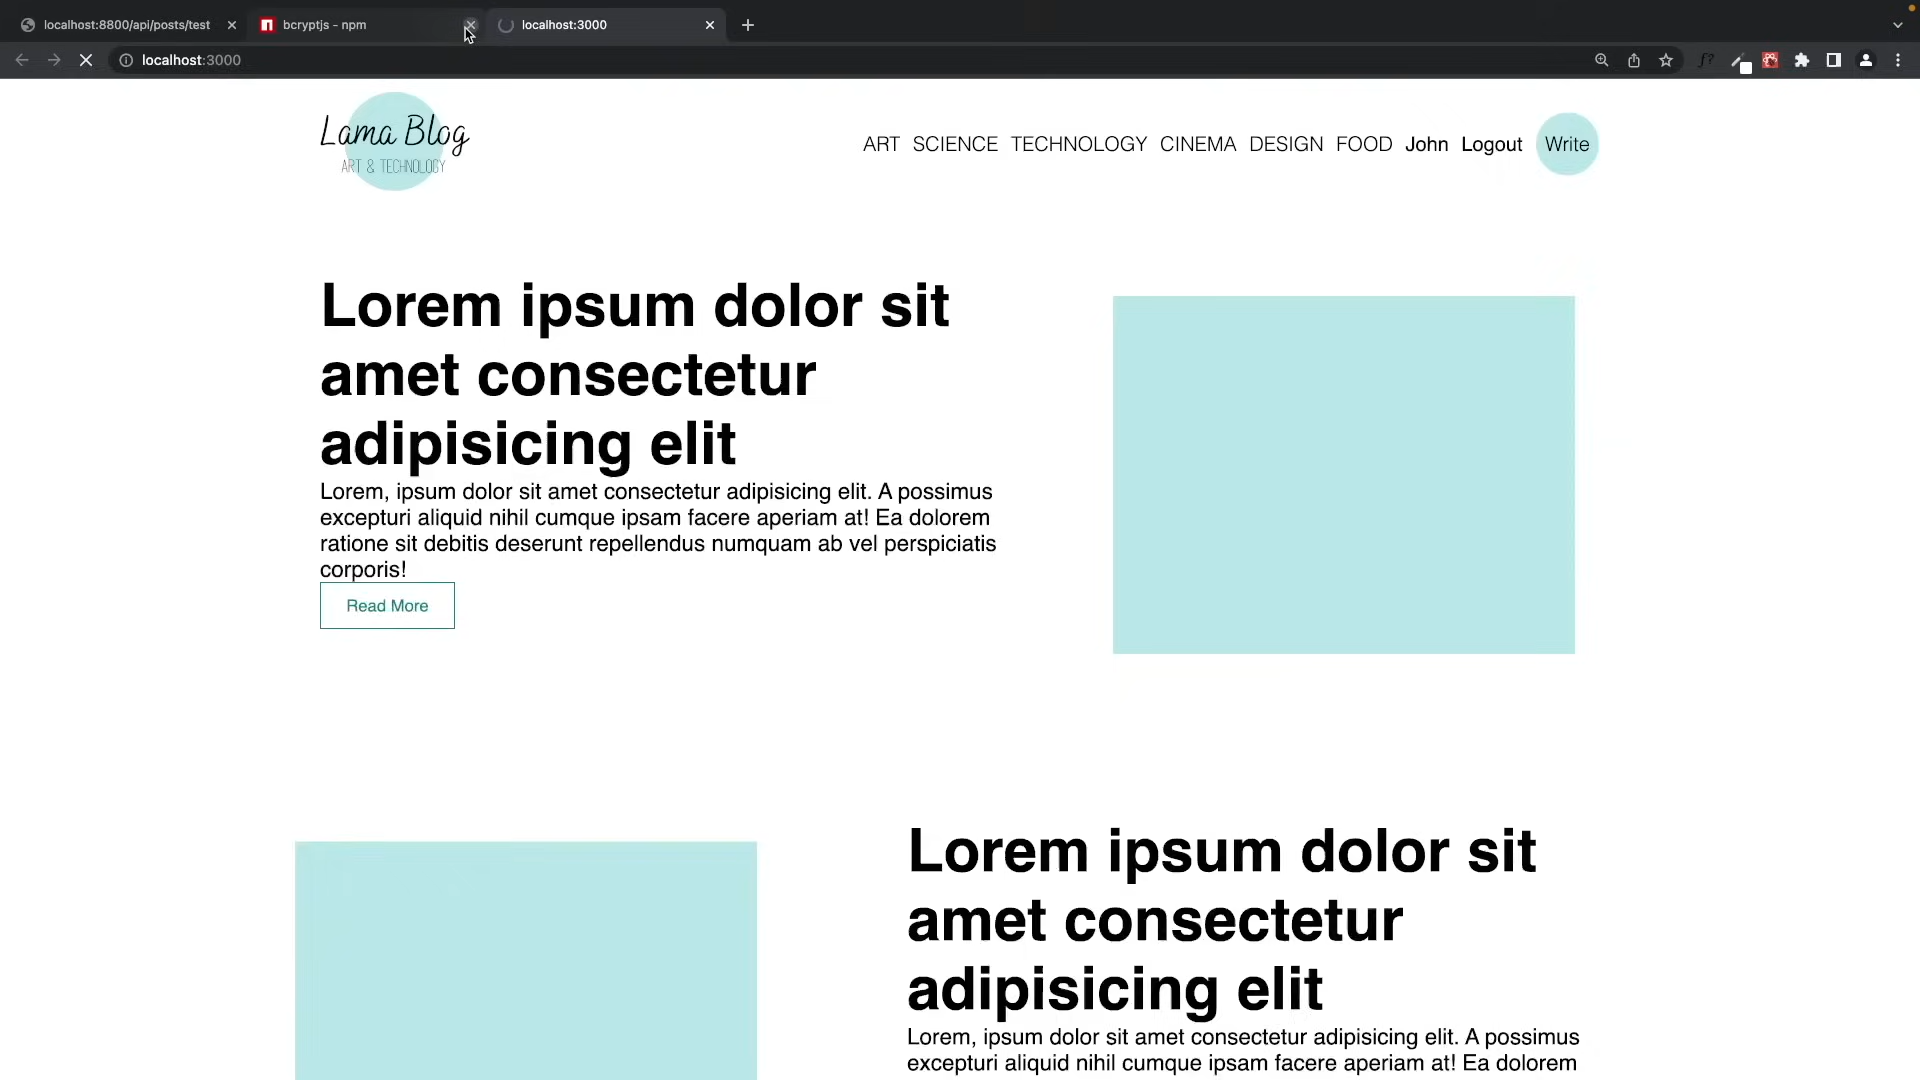 localhost:8800/api/posts/test
bcryptjs - npm
localhost:3000
localhost:3000
f?
Lama Blog
ART & TECHNOLOGY
ART SCIENCE TECHNOLOGY CINEMA DESIGN FOOD John Logout Write
Lorem ipsum dolor sit
amet consectetur
adipisicing elit
Lorem, ipsum dolor sit amet consectetur adipisicing elit. A possimus
excepturi aliquid nihil cumque ipsam facere aperiam at! Ea dolorem
ratione sit debitis deserunt repellendus numquam ab vel perspiciatis
corporis!
Read More
Lorem ipsum dolor sit
amet consectetur
adipisicing elit
Lorem, ipsum dolor sit amet consectetur adipisicing elit. A possimus
excepturi aliquid nihil cumque ipsam facere aperiam at! Ea dolorem